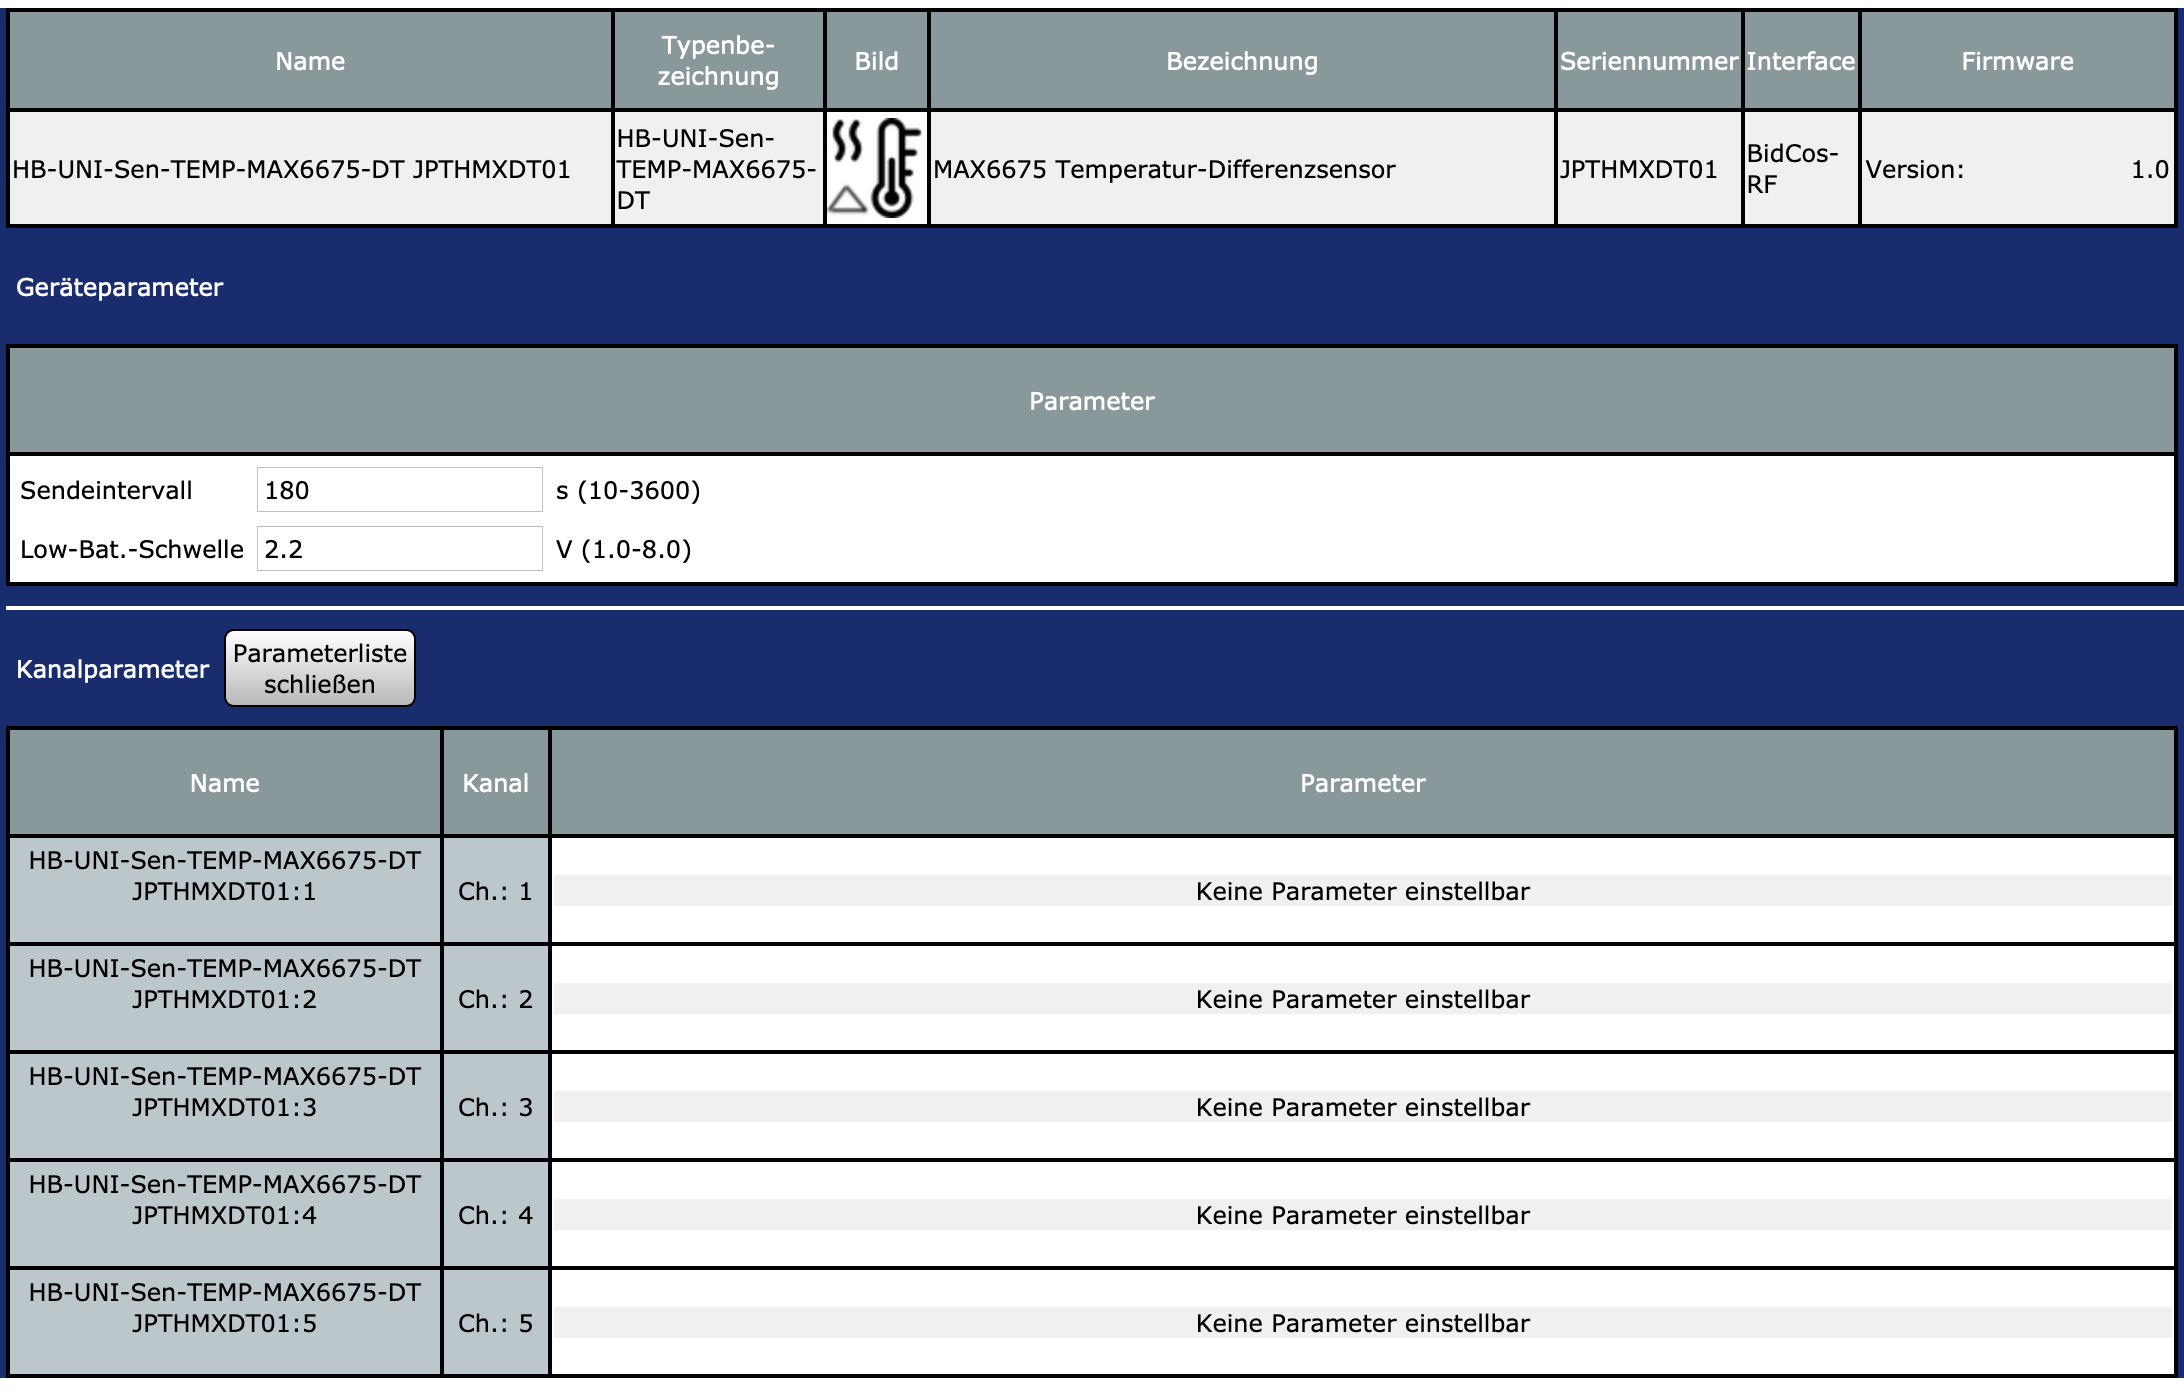 Name
Typenbe-
zeichnung
Bild
Bezeichnung
Seriennummer
Interface
Firmware
HB-UNI-Sen-TEMP-MAX6675-DT JPTHMXDT01
HB-UNI-Sen-
TEMP-MAX6675-
DT
MAX6675 Temperatur-Differenzsensor
JPTHMXDT01
BidCos-
RF
Version: 1.0
Geräteparameter
Parameter
Sendeintervall 180 s (10-3600)
Low-Bat.-Schwelle 2.2 V (1.0-8.0)
Kanalparameter
Parameterliste
schließen
Name Kanal Parameter
HB-UNI-Sen-TEMP-MAX6675-DT
JPTHMXDT01:1 Ch.: 1 Keine Parameter einstellbar
HB-UNI-Sen-TEMP-MAX6675-DT
JPTHMXDT01:2 Ch.: 2 Keine Parameter einstellbar
HB-UNI-Sen-TEMP-MAX6675-DT
JPTHMXDT01:3 Ch.: 3 Keine Parameter einstellbar
HB-UNI-Sen-TEMP-MAX6675-DT
JPTHMXDT01:4 Ch.: 4 Keine Parameter einstellbar
HB-UNI-Sen-TEMP-MAX6675-DT
JPTHMXDT01:5 Ch.: 5 Keine Parameter einstellbar